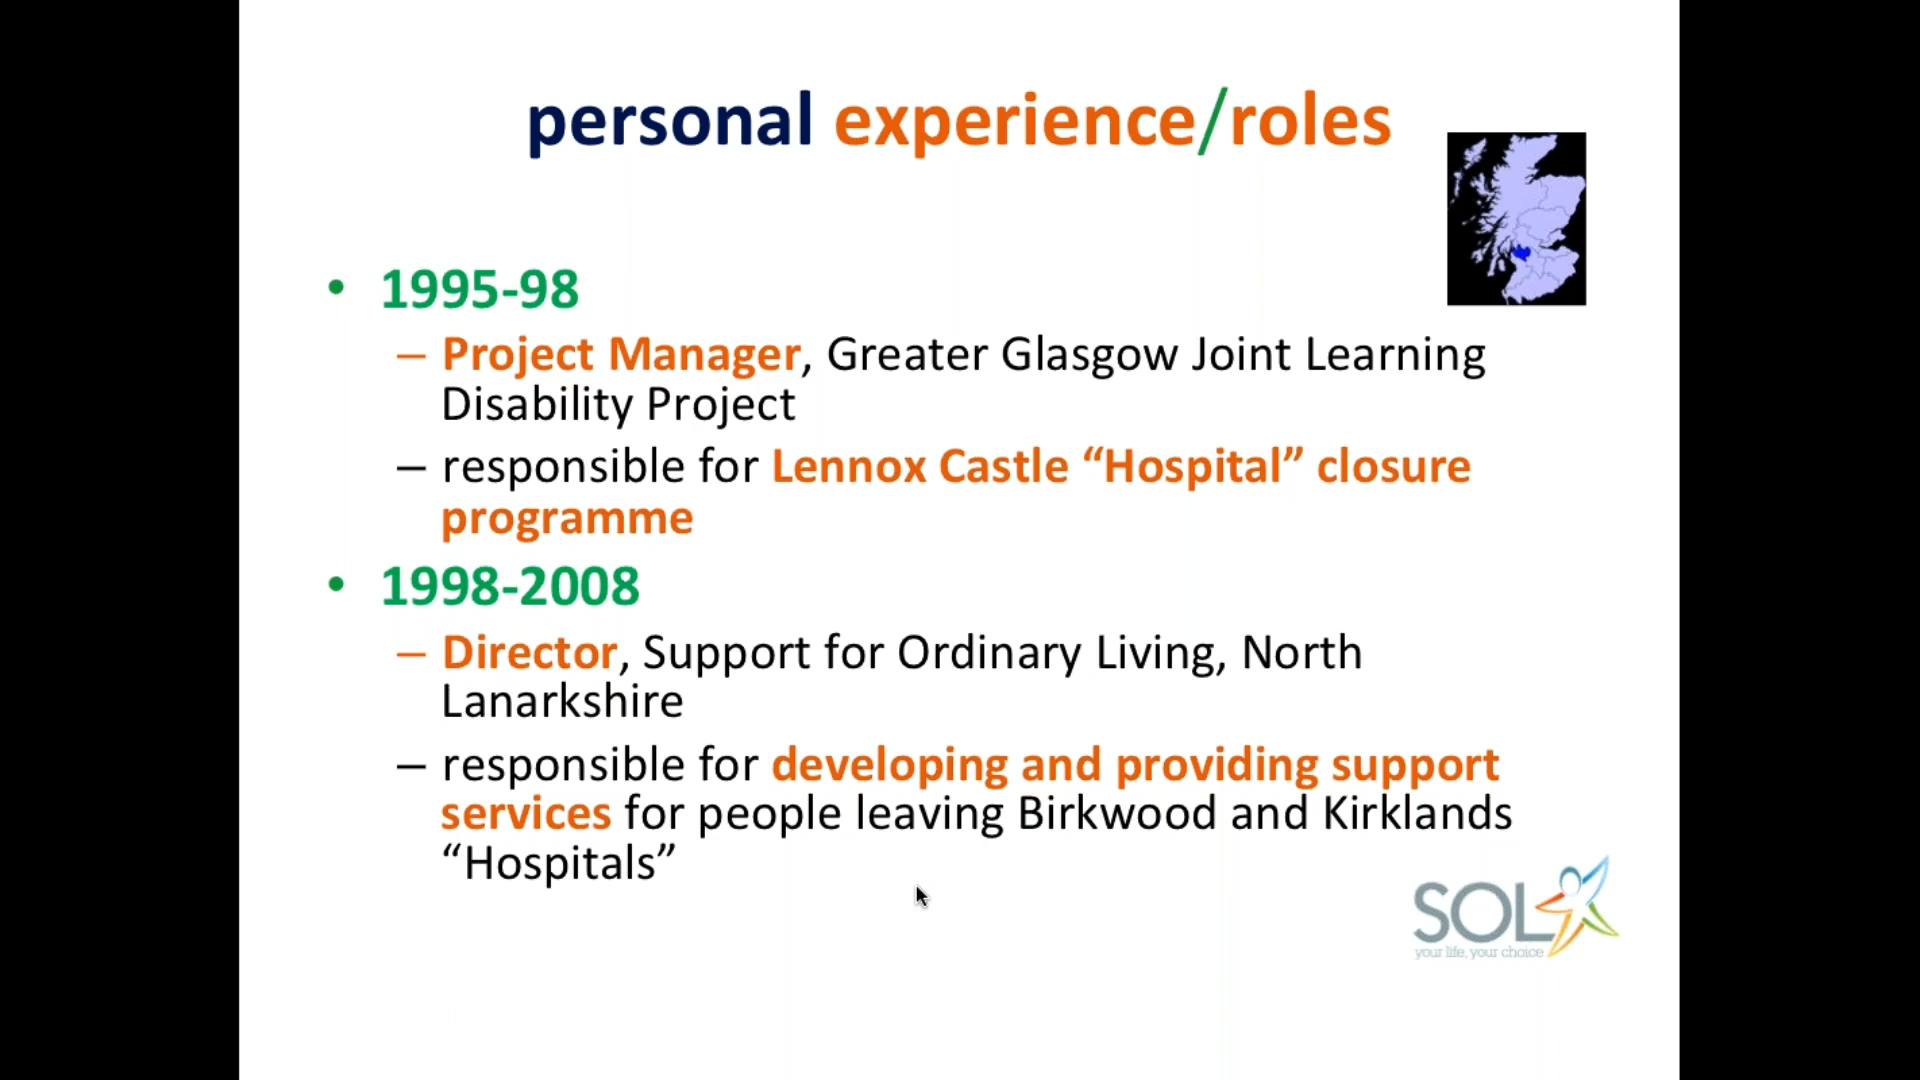 personal experience/roles
• 1995-98
– Project Manager, Greater Glasgow Joint Learning
Disability Project
– responsible for Lennox Castle “Hospital” closure
programme
• 1998-2008
– Director, Support for Ordinary Living, North
Lanarkshire
– responsible for developing and providing support
services for people leaving Birkwood and Kirklands
“Hospitals”
SOL
your life, your choice